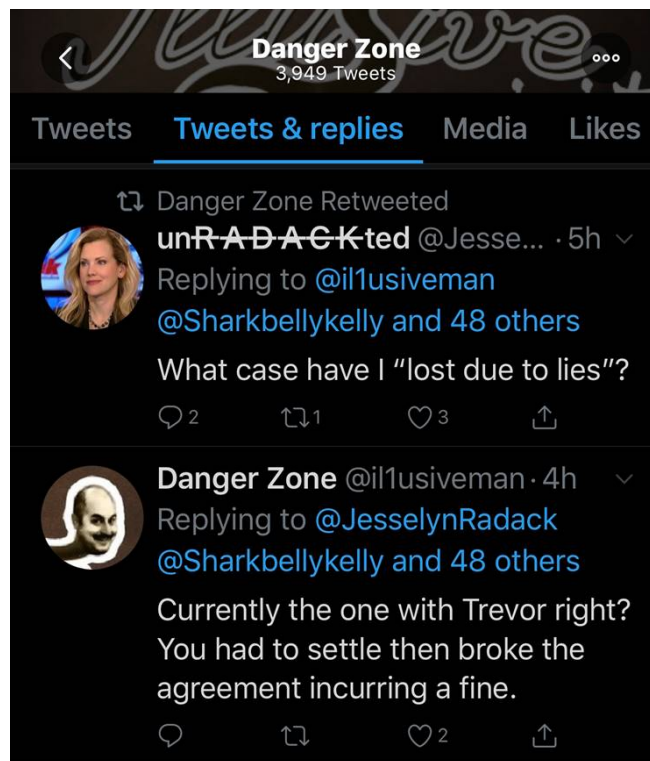 Danger Zone
3,949 Tweets
Tweets Tweets & replies Media Likes
Danger Zone Retweeted
unRADACKted @Jesse... · 5h
Replying to @il1usiveman
@Sharkbellykelly and 48 others
What case have I “lost due to lies”?
2 1 3
Danger Zone @il1usiveman · 4h
Replying to @JesselynRadack
@Sharkbellykelly and 48 others
Currently the one with Trevor right?
You had to settle then broke the
agreement incurring a fine.
2